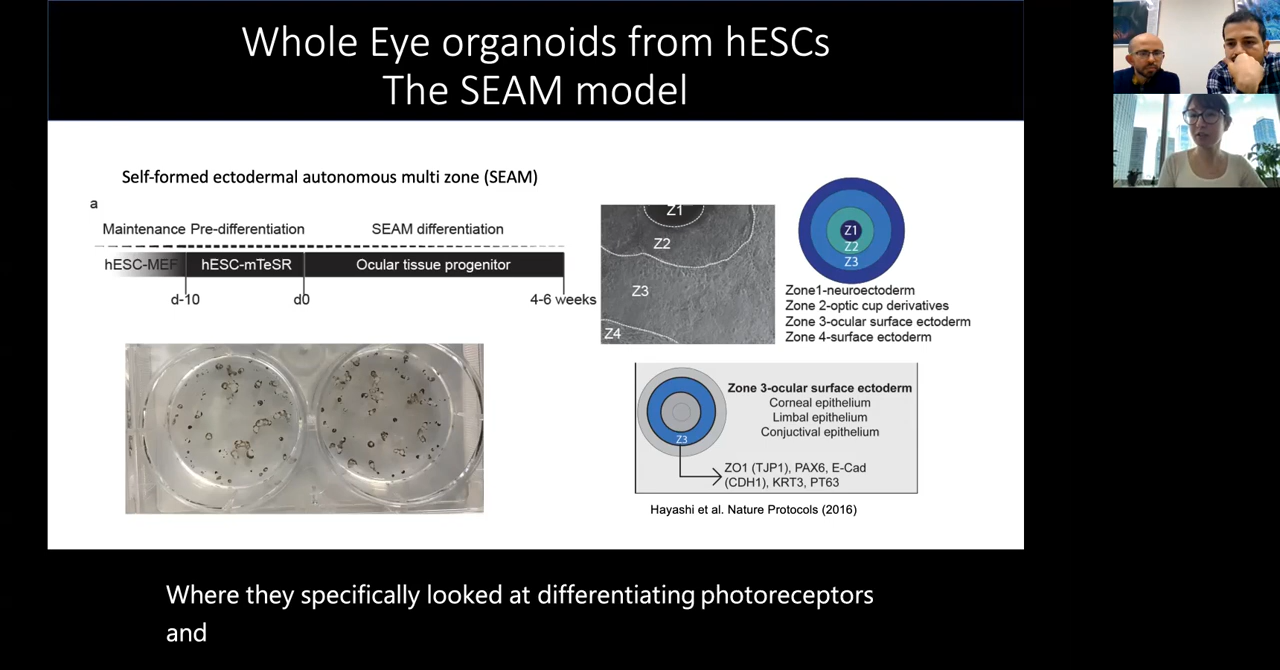 Whole Eye organoids from hESCs
The SEAM model
Self-formed ectodermal autonomous multi zone (SEAM)
a
Maintenance Pre-differentiation SEAM differentiation
hESC-MEF hESC-mTeSR Ocular tissue progenitor
d-10 d0 4-6 weeks
Z1
Z2
Z3
Z4
Z1
Z2
Z3
Zone1-neuroectoderm
Zone 2-optic cup derivatives
Zone 3-ocular surface ectoderm
Zone 4-surface ectoderm
Zone 3-ocular surface ectoderm
Corneal epithelium
Limbal epithelium
Conjuctival epithelium
Z3
ZO1 (TJP1), PAX6, E-Cad
(CDH1), KRT3, PT63
Hayashi et al. Nature Protocols (2016)
Where they specifically looked at differentiating photoreceptors
and